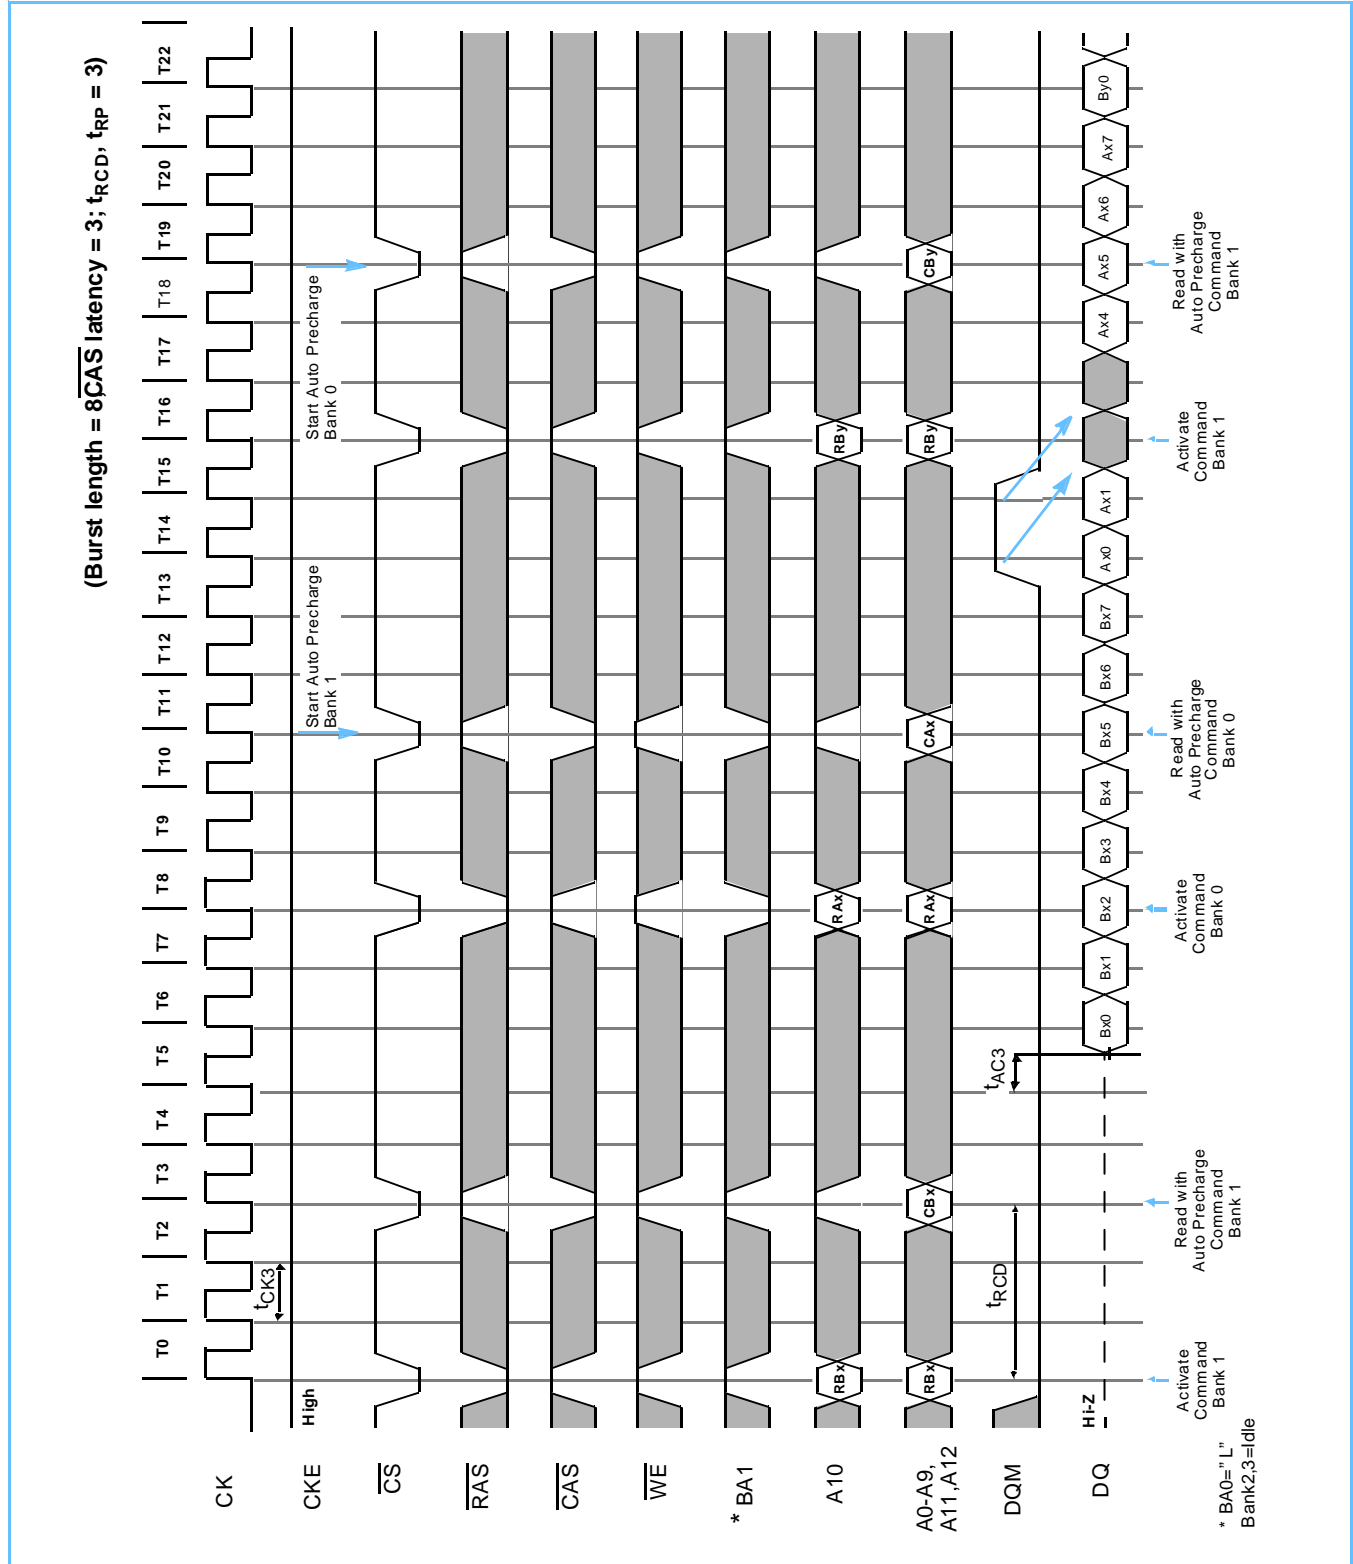 (Burst length = 8,CAS latency = 3; tRCD, tRP = 3)
T0 T1 T2 T3 T4 T5 T6 T7 T8 T9 T10 T11 T12 T13 T14 T15 T16 T17 T18 T19 T20 T21 T22
CK
tCK3
CKE
High
Start Auto Precharge
Bank 1
Start Auto Precharge
Bank 0
CS
RAS
CAS
WE
* BA1
A10
RBx RAx RBy
A0-A9,
A11,A12
RBx CBx RAx CAx RBy CBy
DQM
tRCD
tAC3
DQ
Hi-Z
Bx0 Bx1 Bx2 Bx3 Bx4 Bx5 Bx6 Bx7 Ax0 Ax1 Ax4 Ax5 Ax6 Ax7 By0
Activate
Command
Bank 1
Read with
Auto Precharge
Command
Bank 1
Activate
Command
Bank 0
Read with
Auto Precharge
Command
Bank 0
Activate
Command
Bank 1
Read with
Auto Precharge
Command
Bank 1
* BA0="L"
Bank2,3=Idle